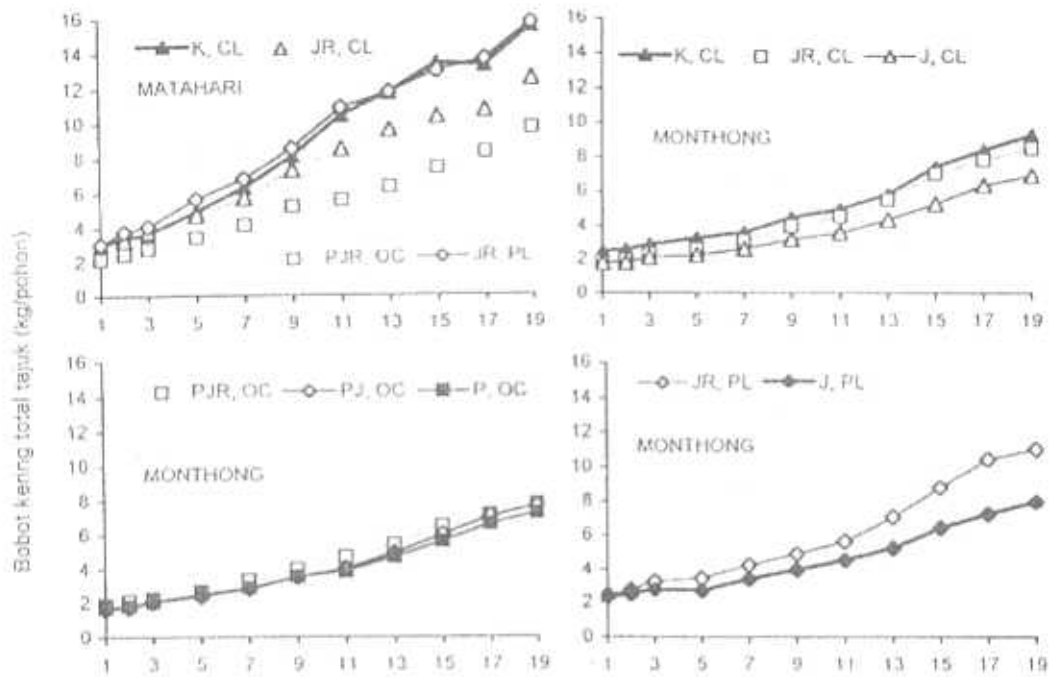 Bobot kering total tajuk (kg/pohon)
16
14
12
10
8
6
4
2
0
K, CL JR, CL
MATAHARI
PJR, OC JR, PL
1 3 5 7 9 11 13 15 17 19
16
14
12
10
8
6
4
2
0
K, CL JR, CL J, CL
MONTHONG
1 3 5 7 9 11 13 15 17 19
16
14
12
10
8
6
4
2
0
PJR, OC PJ, OC P, OC
MONTHONG
1 3 5 7 9 11 13 15 17 19
16
14
12
10
8
6
4
2
0
JR, PL J, PL
MONTHONG
1 3 5 7 9 11 13 15 17 19